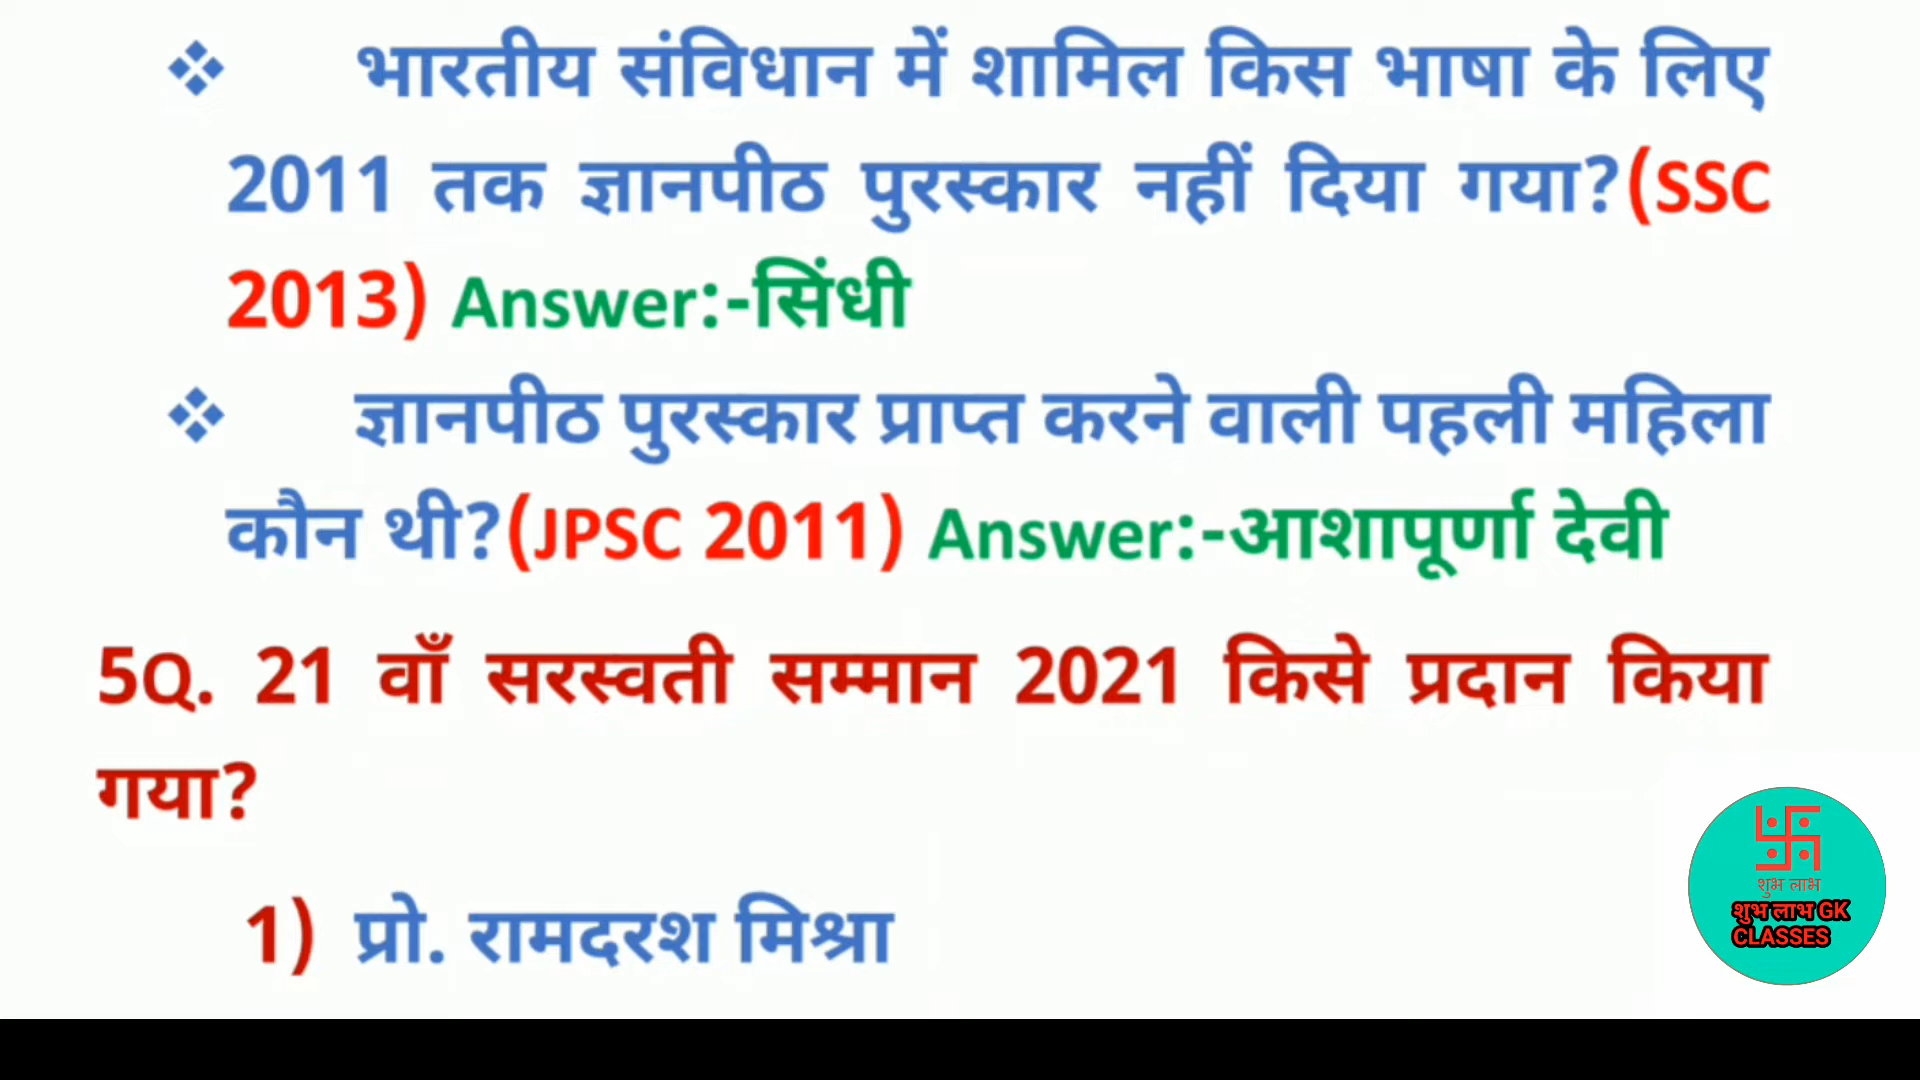 ❖ भारतीय संविधान में शामिल किस भाषा के लिए
2011 तक ज्ञानपीठ पुरस्कार नहीं दिया गया?(SSC
2013) Answer:-सिंधी
❖ ज्ञानपीठ पुरस्कार प्राप्त करने वाली पहली महिला
कौन थी?(JPSC 2011) Answer:-आशापूर्णा देवी
5Q. 21 वाँ सरस्वती सम्मान 2021 किसे प्रदान किया
गया?
1) प्रो. रामदरश मिश्रा
शुभ लाभ
शुभ लाभ GK
CLASSES